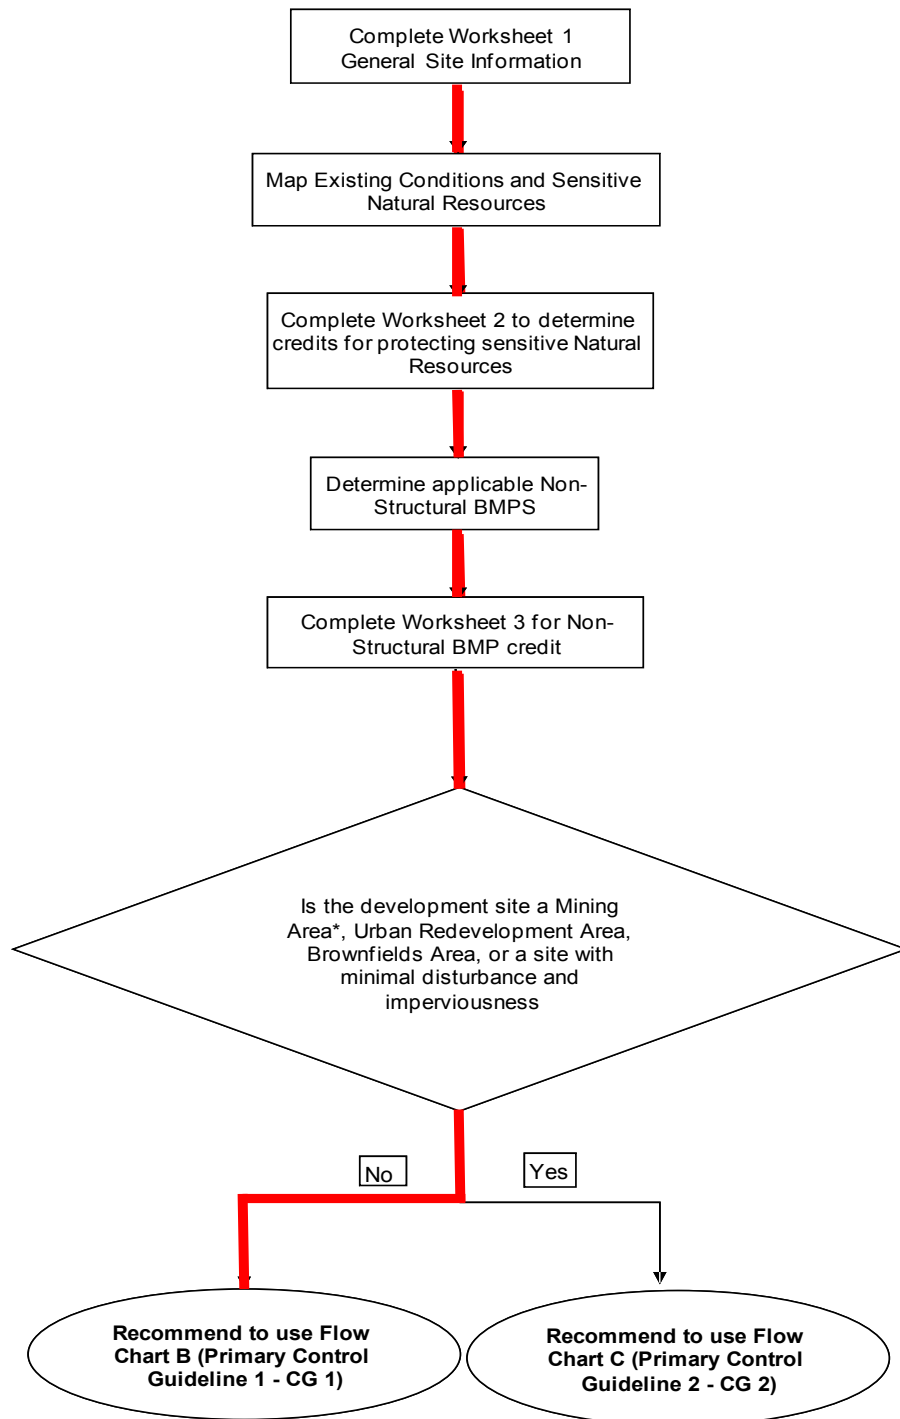 Complete Worksheet 1
General Site Information
Map Existing Conditions and Sensitive
Natural Resources
Complete Worksheet 2 to determine
credits for protecting sensitive Natural
Resources
Determine applicable Non-
Structural BMPS
Complete Worksheet 3 for Non-
Structural BMP credit
Is the development site a Mining
Area*, Urban Redevelopment Area,
Brownfields Area, or a site with
minimal disturbance and
imperviousness
No
Yes
Recommend to use Flow
Chart B (Primary Control
Guideline 1 - CG 1)
Recommend to use Flow
Chart C (Primary Control
Guideline 2 - CG 2)